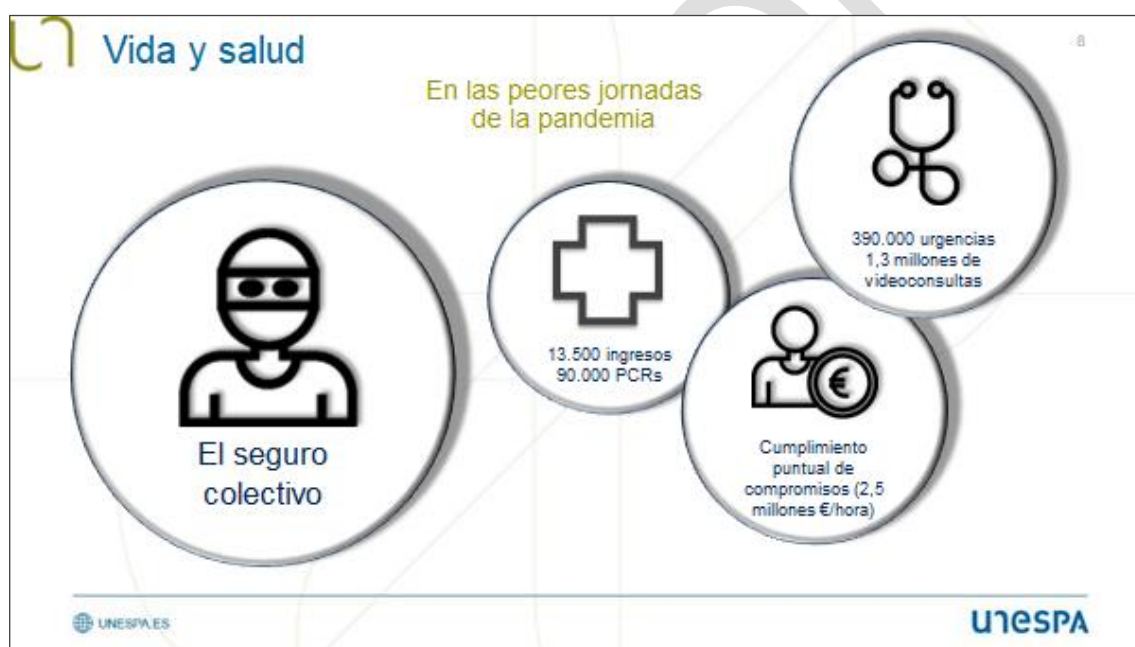 Vida y salud
8
En las peores jornadas
de la pandemia
390.000 urgencias
1,3 millones de
videoconsultas
13.500 ingresos
90.000 PCRs
€
Cumplimiento
puntual de
compromisos (2,5
millones €/hora)
El seguro
colectivo
UNESPA.ES
unespa